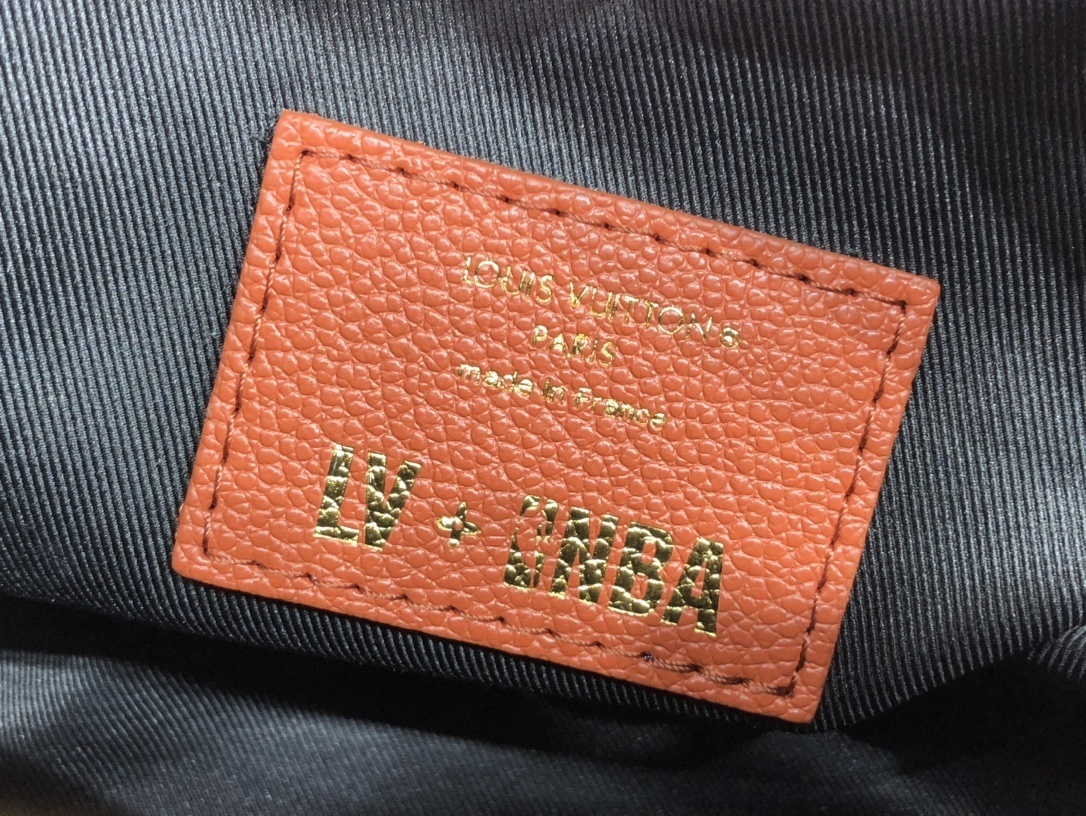 LOUIS VUITTON®
PARIS
made in France
LV + NBA